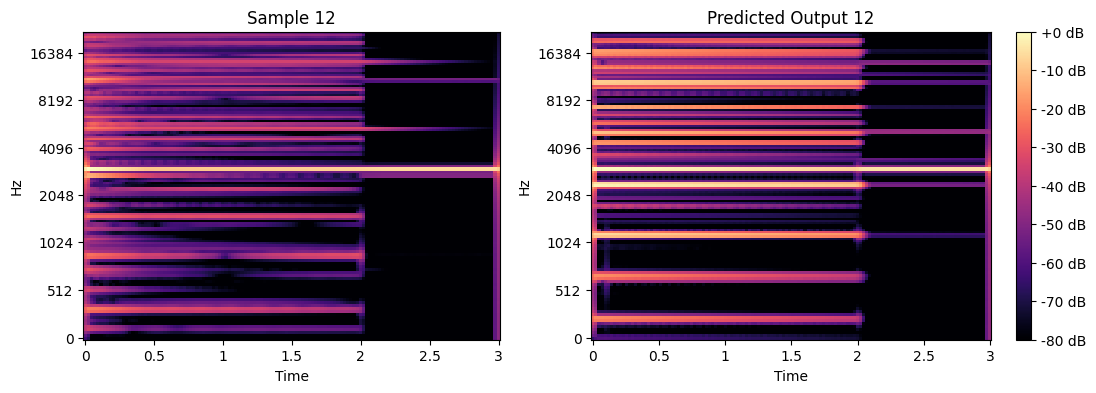 Sample 12
Predicted Output 12
Hz
16384
8192
4096
2048
1024
512
0
0
0.5
1
1.5
2
2.5
3
Time
Hz
16384
8192
4096
2048
1024
512
0
0
0.5
1
1.5
2
2.5
3
Time
+0 dB
-10 dB
-20 dB
-30 dB
-40 dB
-50 dB
-60 dB
-70 dB
-80 dB